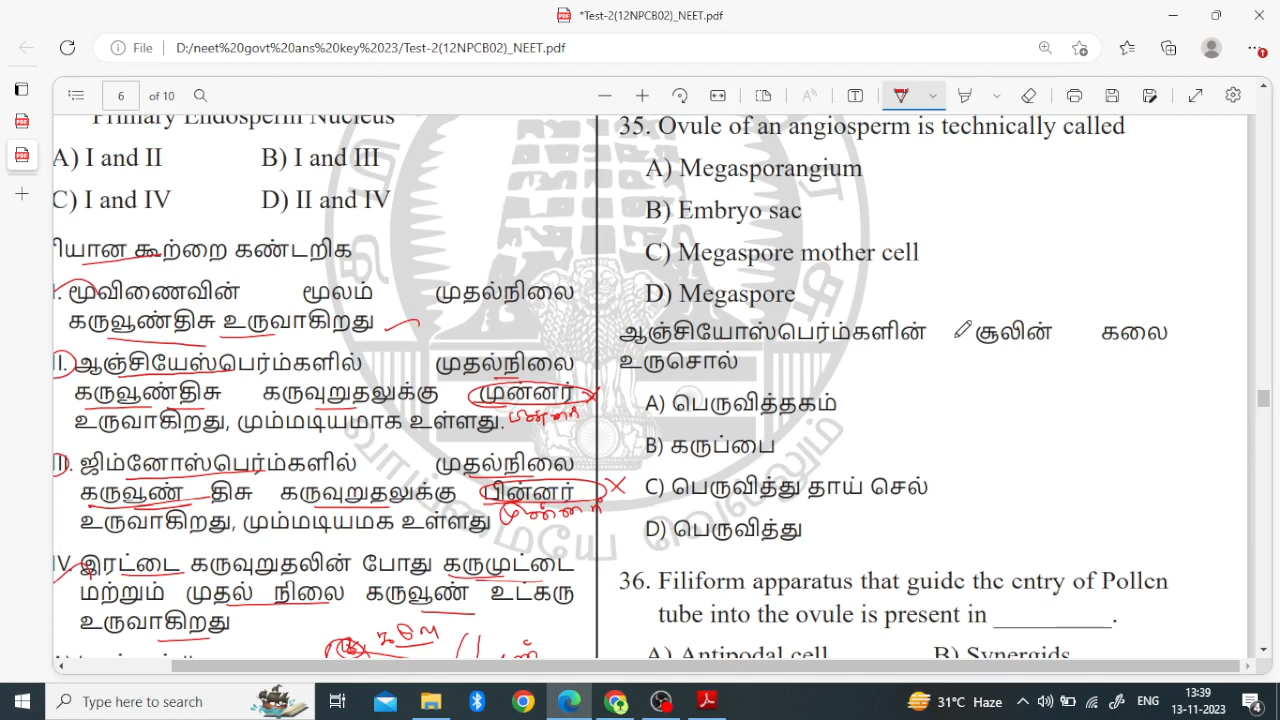 *Test-2(12NPCB02)_NEET.pdf
File D:/neet%20govt%20ans%20key%202023/Test-2(12NPCB02)_NEET.pdf
6 of 10
Primary Endosperm Nucleus
A) I and II B) I and III
C) I and IV D) II and IV
ியான கூற்றை கண்டறிக
I. மூவிணைவின் மூலம் முதல்நிலை
கருவூண்திசு உருவாகிறது
II. ஆஞ்சியேஸ்பெர்ம்களில் முதல்நிலை
கருவூண்திசு கருவுறுதலுக்கு முன்னர்
உருவாகிறது, மும்மடியமாக உள்ளது.
III. ஜிம்னோஸ்பெர்ம்களில் முதல்நிலை
கருவூண் திசு கருவுறுதலுக்கு பின்னர்
உருவாகிறது, மும்மடியமக உள்ளது
IV. இரட்டை கருவுறுதலின் போது கருமுட்டை
மற்றும் முதல் நிலை கருவூண் உட்கரு
உருவாகிறது
35. Ovule of an angiosperm is technically called
A) Megasporangium
B) Embryo sac
C) Megaspore mother cell
D) Megaspore
ஆஞ்சியோஸ்பெர்ம்களின் சூலின் கலை
உருசொல்
A) பெருவித்தகம்
B) கருப்பை
C) பெருவித்து தாய் செல்
D) பெருவித்து
36. Filiform apparatus that guide the entry of Pollen
tube into the ovule is present in ________.
A) Antipodal cell B) Synergids
வாய்மையே வெல்லும்
Type here to search
31°C Haze
ENG
13:39
13-11-2023
4